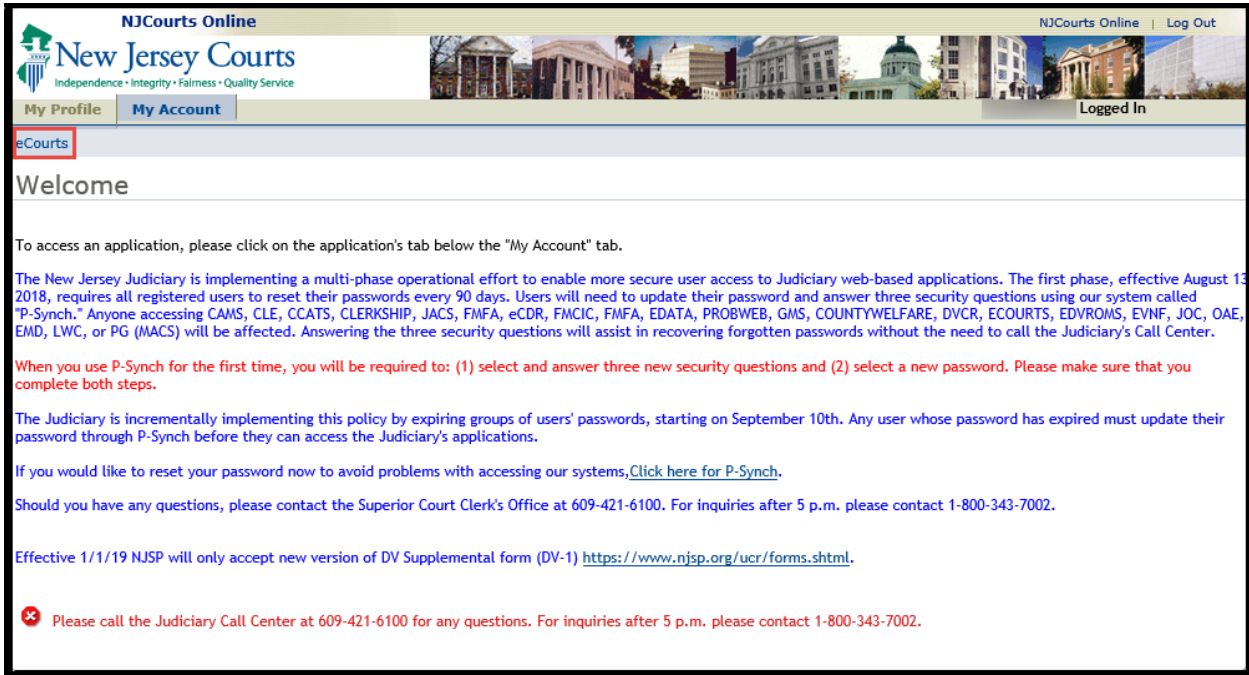 NJCourts Online
NJCourts Online | Log Out
New Jersey Courts
Independence • Integrity • Fairness • Quality Service
My Profile
My Account
Logged In
eCourts
Welcome
To access an application, please click on the application's tab below the "My Account" tab.
The New Jersey Judiciary is implementing a multi-phase operational effort to enable more secure user access to Judiciary web-based applications. The first phase, effective August 13
2018, requires all registered users to reset their passwords every 90 days. Users will need to update their password and answer three security questions using our system called
"P-Synch." Anyone accessing CAMS, CLE, CCATS, CLERKSHIP, JACS, FMFA, eCDR, FMCIC, FMFA, EDATA, PROBWEB, GMS, COUNTYWELFARE, DVCR, ECOURTS, EDVROMS, EVNF, JOC, OAE,
EMD, LWC, or PG (MACS) will be affected. Answering the three security questions will assist in recovering forgotten passwords without the need to call the Judiciary's Call Center.
When you use P-Synch for the first time, you will be required to: (1) select and answer three new security questions and (2) select a new password. Please make sure that you
complete both steps.
The Judiciary is incrementally implementing this policy by expiring groups of users' passwords, starting on September 10th. Any user whose password has expired must update their
password through P-Synch before they can access the Judiciary's applications.
If you would like to reset your password now to avoid problems with accessing our systems,Click here for P-Synch.
Should you have any questions, please contact the Superior Court Clerk's Office at 609-421-6100. For inquiries after 5 p.m. please contact 1-800-343-7002.
Effective 1/1/19 NJSP will only accept new version of DV Supplemental form (DV-1) https://www.njsp.org/ucr/forms.shtml.
Please call the Judiciary Call Center at 609-421-6100 for any questions. For inquiries after 5 p.m. please contact 1-800-343-7002.